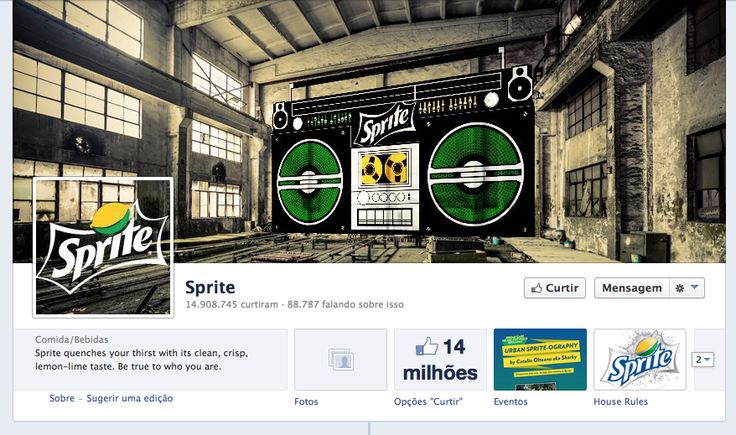 Sprite
Sprite
Sprite
14.908.745 curtiram · 88.787 falando sobre isso
Curtir
Mensagem
Comida/Bebidas
Sprite quenches your thirst with its clean, crisp,
lemon-lime taste. Be true to who you are.
Sobre - Sugerir uma edição
Fotos
14
milhões
Opções "Curtir"
URBAN SPRITE-OGRAPHY
by Catalin Olteanu aka Sharky
Eventos
Sprite
House Rules
2